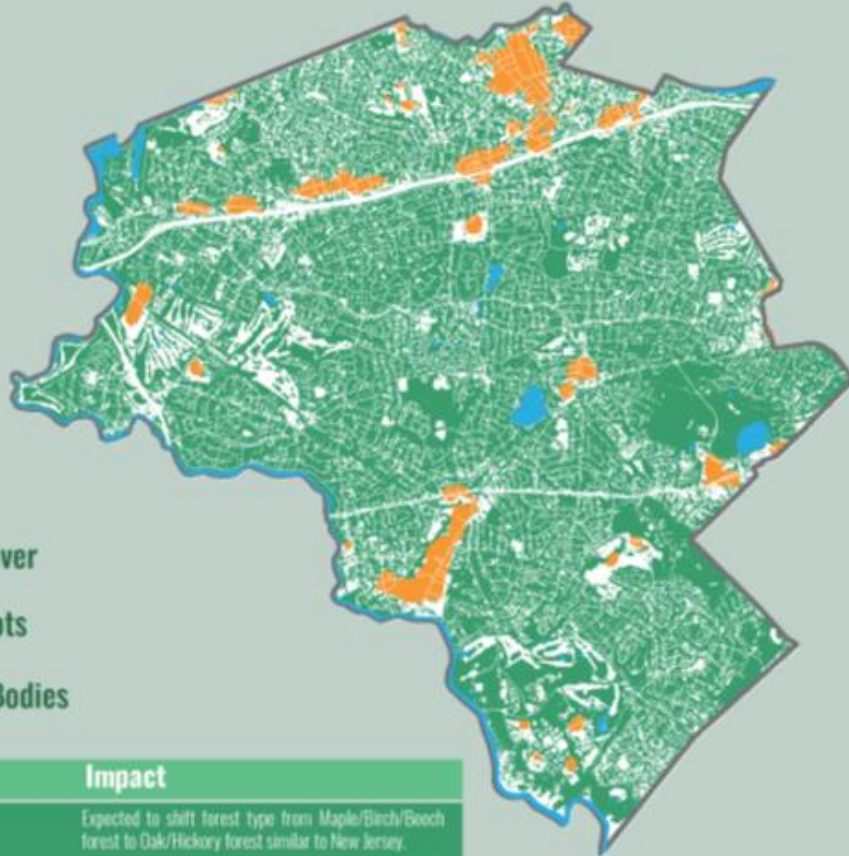 ver
ots
Bodies
Impact
Expected to shift forest type from Maple/Birch/Beech
forest to Oak/Hickory forest similar to New Jersey.